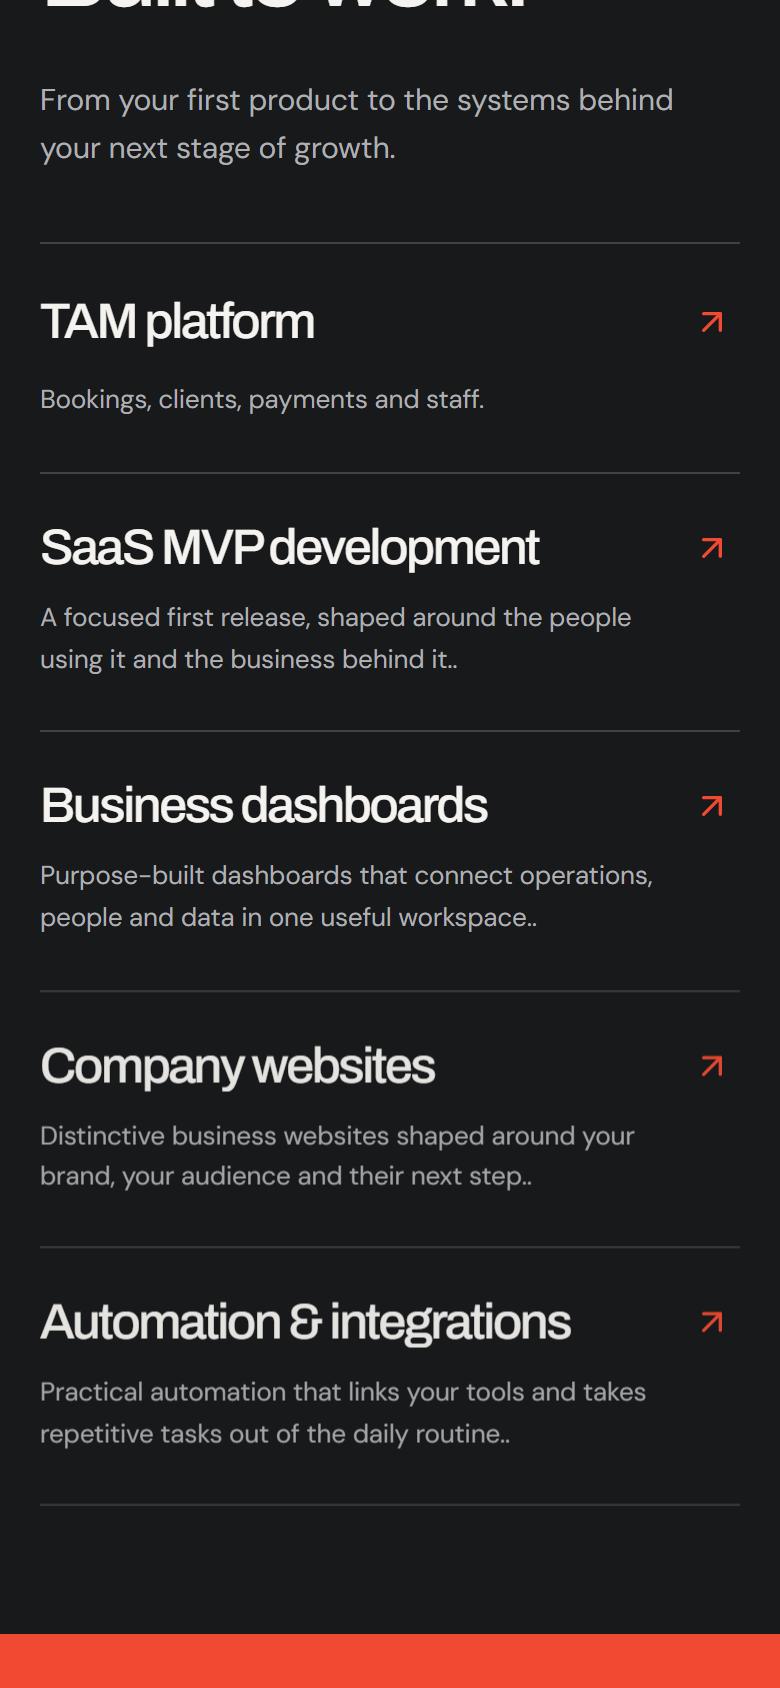 Built to work.
From your first product to the systems behind
your next stage of growth.
TAM platform
Bookings, clients, payments and staff.
SaaS MVP development
A focused first release, shaped around the people
using it and the business behind it..
Business dashboards
Purpose-built dashboards that connect operations,
people and data in one useful workspace..
Company websites
Distinctive business websites shaped around your
brand, your audience and their next step..
Automation & integrations
Practical automation that links your tools and takes
repetitive tasks out of the daily routine..